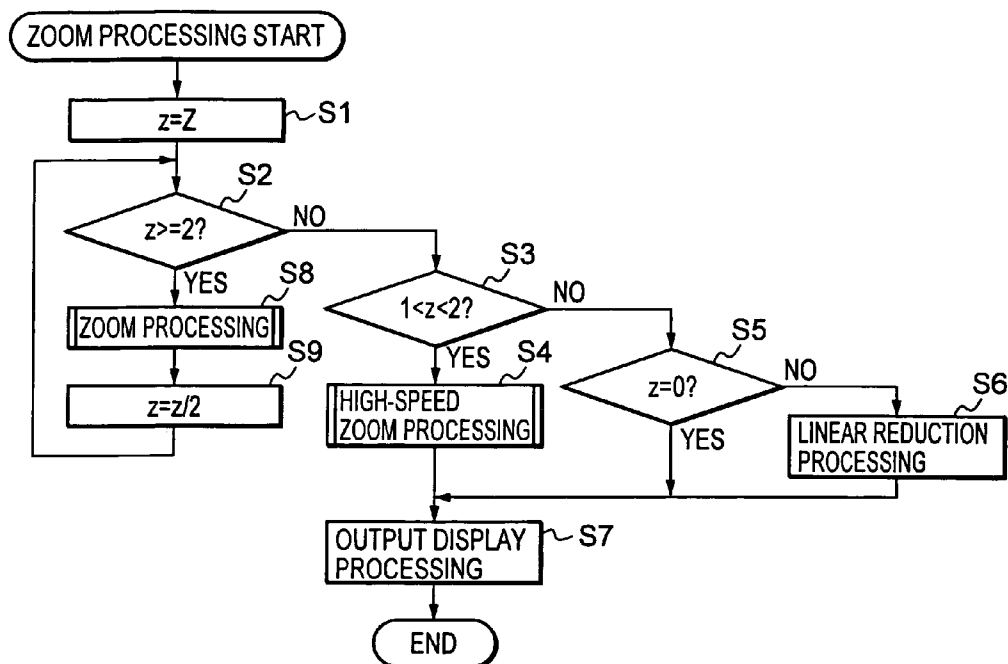 ZOOM PROCESSING START
z=Z
S1
S2
z>=2?
NO
YES
S3
1<z<2?
NO
YES
S8
ZOOM PROCESSING
S9
z=z/2
S4
HIGH-SPEED
ZOOM PROCESSING
S5
z=0?
NO
YES
S6
LINEAR REDUCTION
PROCESSING
S7
OUTPUT DISPLAY
PROCESSING
END